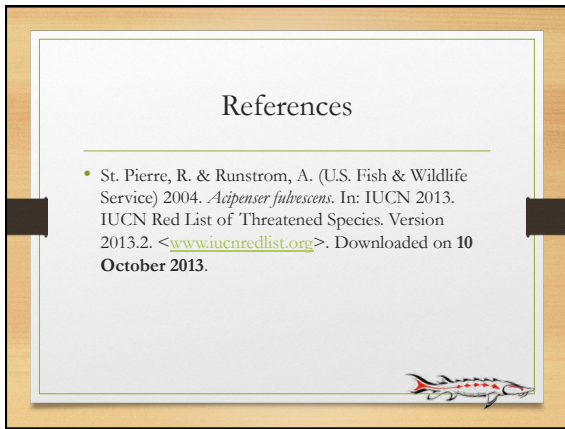 References
• St. Pierre, R. & Runstrom, A. (U.S. Fish & Wildlife
Service) 2004. Acipenser fulvescens. In: IUCN 2013.
IUCN Red List of Threatened Species. Version
2013.2. <www.iucnredlist.org>. Downloaded on 10
October 2013.